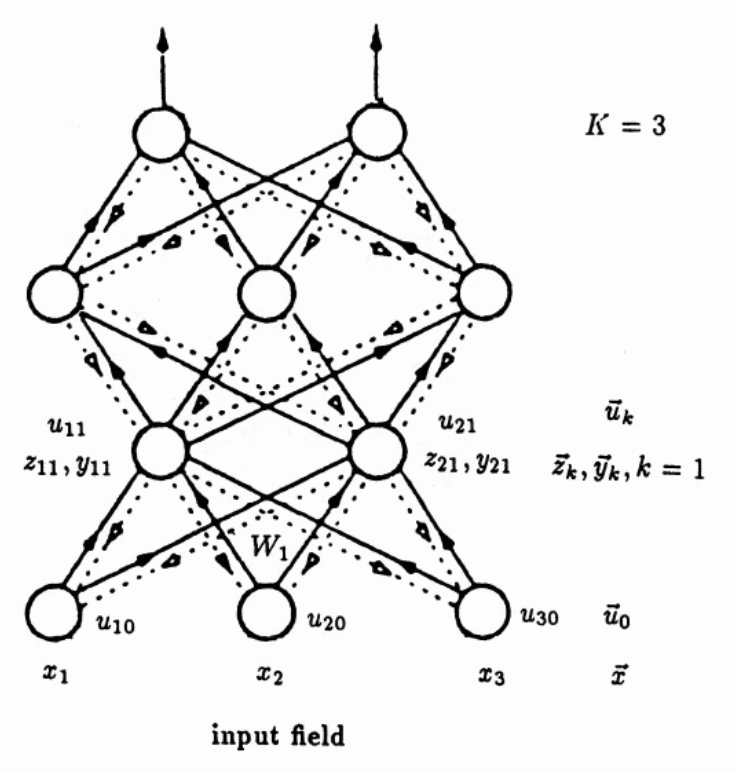 K = 3
u₁₁ u₂₁ u⃗ₖ
z₁₁, y₁₁ z₂₁, y₂₁ z⃗ₖ, y⃗ₖ, k = 1
W₁
u₁₀ u₂₀ u₃₀ u⃗₀
x₁ x₂ x₃ x⃗
input field